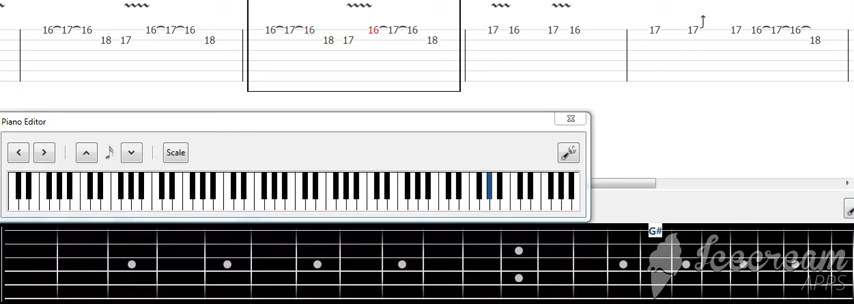 16 17 16 16 17 16 16 17 16 16 17 16 17 16 17 16 17 17 17 16 17 16
18 17 18 18 17 18 18
Piano Editor
Scale
G#
Icecream
APPS